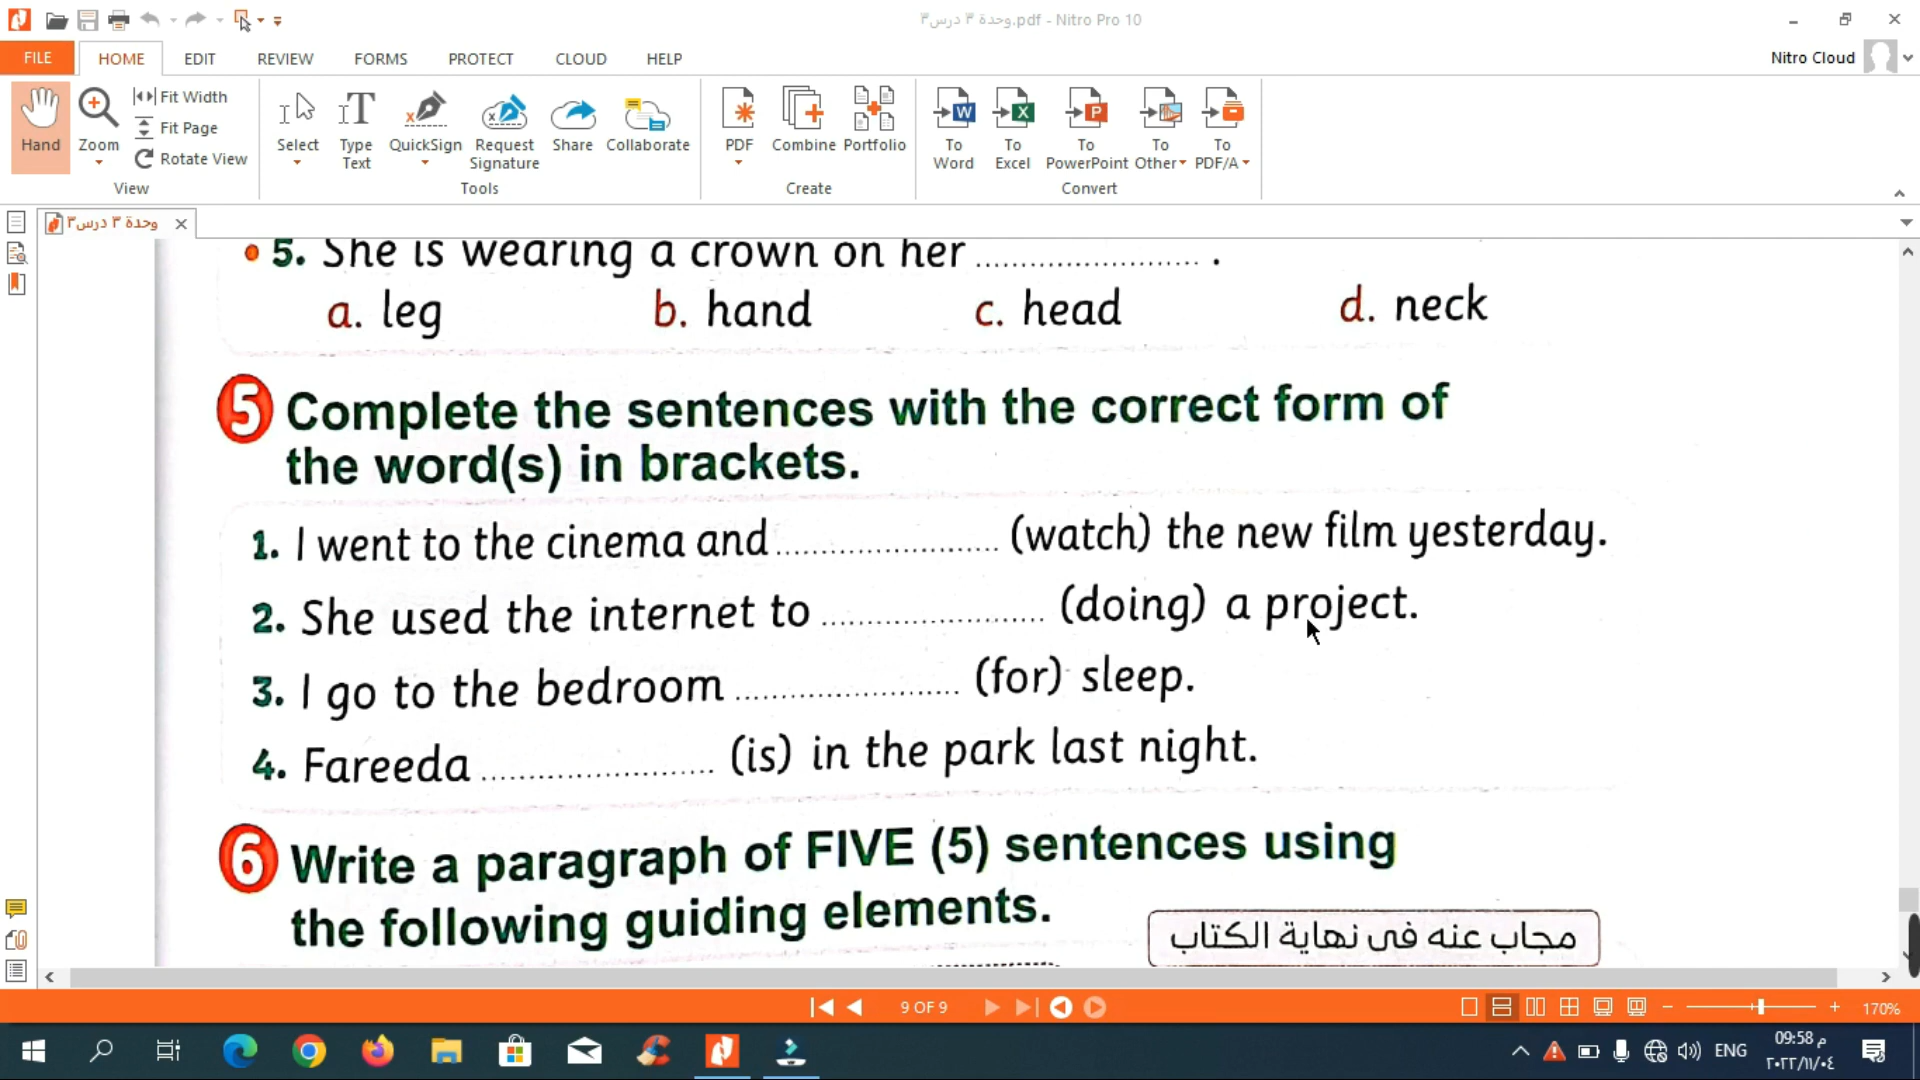 وحدة ٣ درس٣.pdf - Nitro Pro 10
FILE HOME EDIT REVIEW FORMS PROTECT CLOUD HELP Nitro Cloud
Hand
Zoom
Fit Width
Fit Page
Rotate View
View
Select
Type Text
QuickSign
Request Signature
Share
Collaborate
Tools
PDF
Combine
Portfolio
Create
To Word
To Excel
To PowerPoint
To Other
To PDF/A
Convert
وحدة ٣ درس٣
5. She is wearing a crown on her ........................ .
a. leg b. hand c. head d. neck
5 Complete the sentences with the correct form of
the word(s) in brackets.
1. I went to the cinema and ........................ (watch) the new film yesterday.
2. She used the internet to ........................ (doing) a project.
3. I go to the bedroom ........................ (for) sleep.
4. Fareeda ........................ (is) in the park last night.
6 Write a paragraph of FIVE (5) sentences using
the following guiding elements.
مجاب عنه فى نهاية الكتاب
9 OF 9
170%
ENG
09:58 م
٢٠٢٢/١١/٠٤